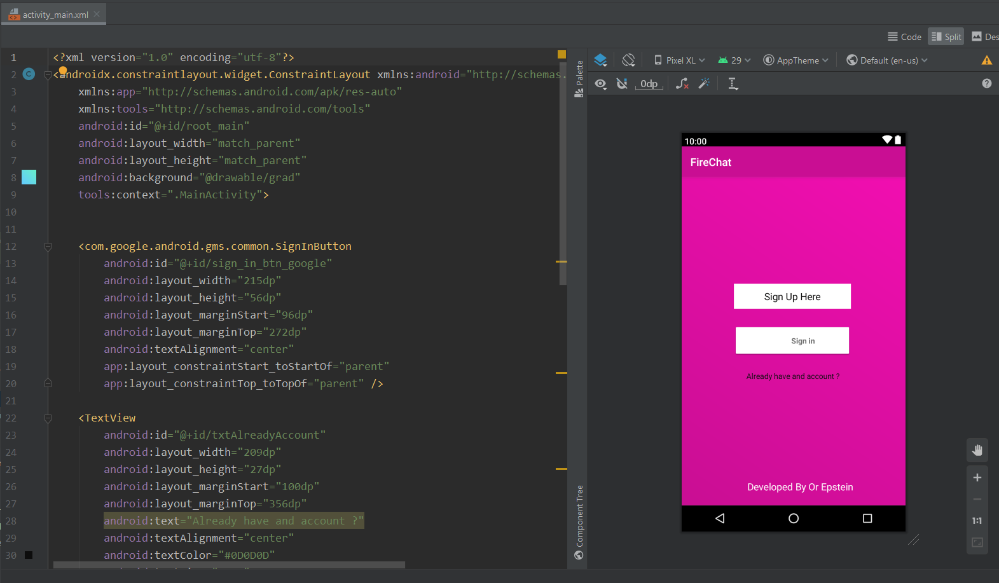 activity_main.xml
Code Split Des
Palette
Pixel XL 29 AppTheme Default (en-us)
0dp
1 <?xml version="1.0" encoding="utf-8"?>
2 <androidx.constraintlayout.widget.ConstraintLayout xmlns:android="http://schemas.
3 xmlns:app="http://schemas.android.com/apk/res-auto"
4 xmlns:tools="http://schemas.android.com/tools"
5 android:id="@+id/root_main"
6 android:layout_width="match_parent"
7 android:layout_height="match_parent"
8 android:background="@drawable/grad"
9 tools:context=".MainActivity">
10
11
12 <com.google.android.gms.common.SignInButton
13 android:id="@+id/sign_in_btn_google"
14 android:layout_width="215dp"
15 android:layout_height="56dp"
16 android:layout_marginStart="96dp"
17 android:layout_marginTop="272dp"
18 android:textAlignment="center"
19 app:layout_constraintStart_toStartOf="parent"
20 app:layout_constraintTop_toTopOf="parent" />
21
22 <TextView
23 android:id="@+id/txtAlreadyAccount"
24 android:layout_width="209dp"
25 android:layout_height="27dp"
26 android:layout_marginStart="100dp"
27 android:layout_marginTop="356dp"
28 android:text="Already have and account ?"
29 android:textAlignment="center"
30 android:textColor="#0D0D0D"
Component Tree
10:00
FireChat
Sign Up Here
Sign in
Already have and account ?
Developed By Or Epstein
1:1